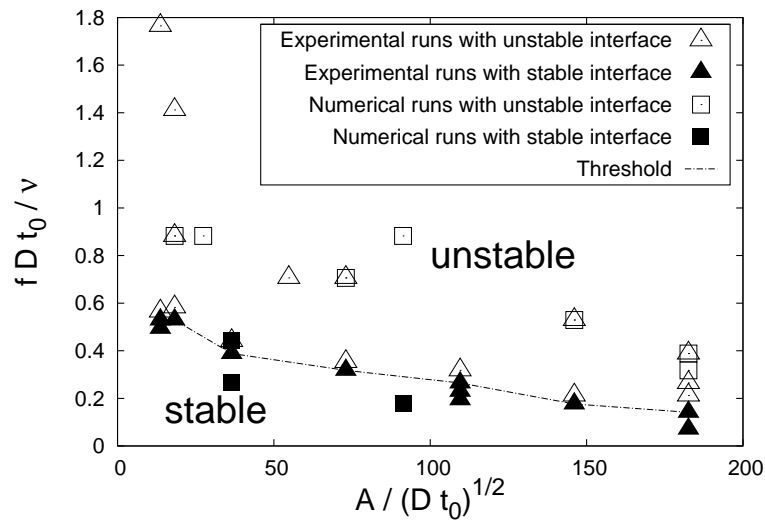 1.8
1.6
1.4
1.2
1
0.8
0.6
0.4
0.2
0
f D t0 / ν
Experimental runs with unstable interface
Experimental runs with stable interface
Numerical runs with unstable interface
Numerical runs with stable interface
Threshold
unstable
stable
0 50 100 150 200
A / (D t0)1/2